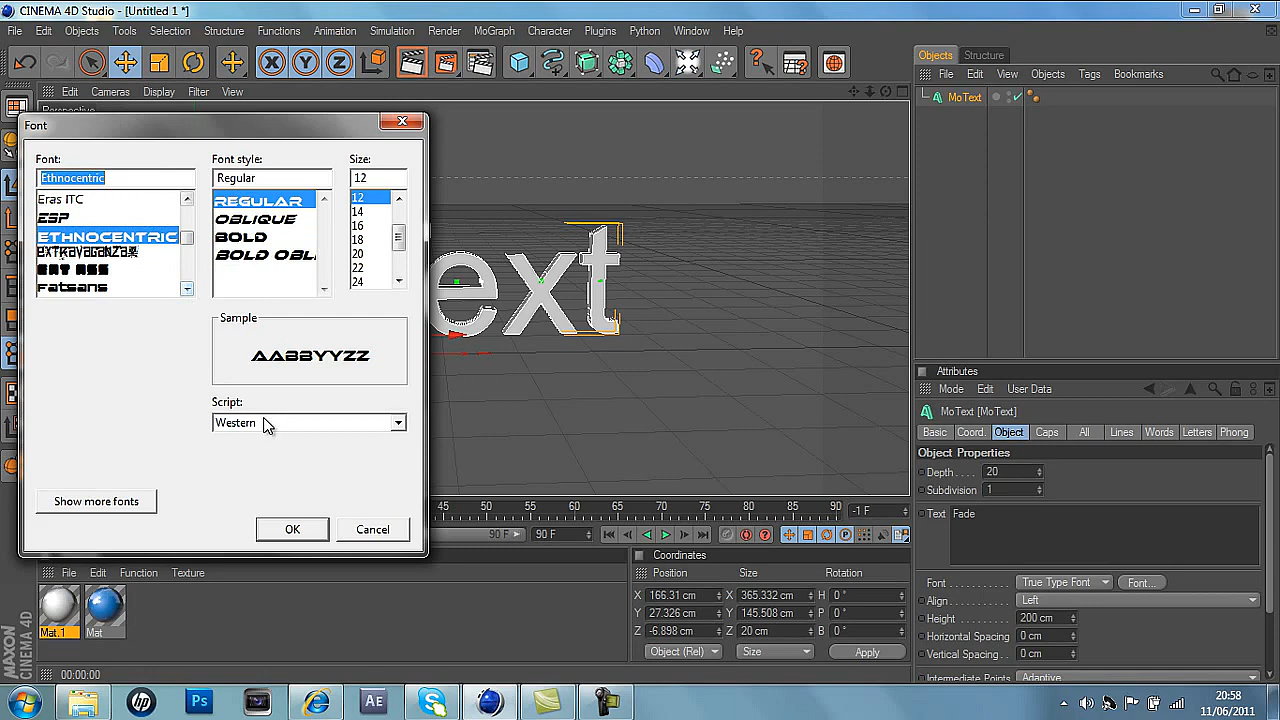 CINEMA 4D Studio - [Untitled 1 *]
File Edit Objects Tools Selection Structure Functions Animation Simulation Render MoGraph Character Plugins Python Window Help
X Y Z
Objects Structure
File Edit View Objects Tags Bookmarks
MoText
Edit Cameras Display Filter View
Font
Font:
Ethnocentric
Eras ITC
ESP
ETHNOCENTRIC
Fatsans
Font style:
Regular
REGULAR
OBLIQUE
BOLD
BOLD OBL
Size:
12
12
14
16
18
20
22
24
Sample
AABBYYZZ
Script:
Western
Show more fonts
OK
Cancel
ext
Attributes
Mode Edit User Data
MoText [MoText]
Basic Coord. Object Caps All Lines Words Letters Phong
Object Properties
Depth 20
Subdivision 1
Text Fade
Font True Type Font Font...
Align Left
Height 200 cm
Horizontal Spacing 0 cm
Vertical Spacing 0 cm
Intermediate Points Adaptive
45 50 55 60 65 70 75 80 85 90 -1 F
90 F 90 F
File Edit Function Texture
Mat.1 Mat
Coordinates
Position Size Rotation
X 166.31 cm X 365.332 cm H 0 °
Y 27.326 cm Y 145.508 cm P 0 °
Z -6.898 cm Z 20 cm B 0 °
Object (Rel) Size Apply
MAXON
CINEMA 4D
00:00:00
hp Ps Ae
20:58
11/06/2011